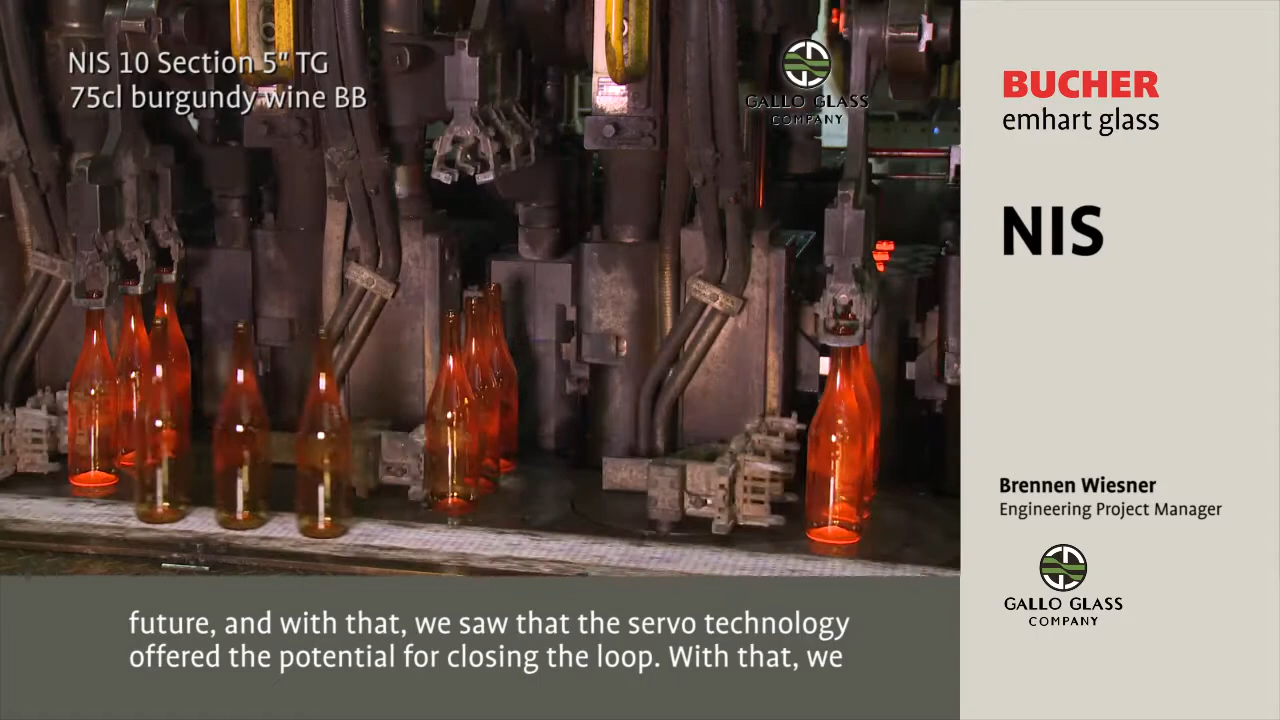 NIS 10 Section 5" TG
75cl burgundy wine BB
GALLO GLASS
COMPANY
BUCHER
emhart glass
NIS
Brennen Wiesner
Engineering Project Manager
GALLO GLASS
COMPANY
future, and with that, we saw that the servo technology
offered the potential for closing the loop. With that, we